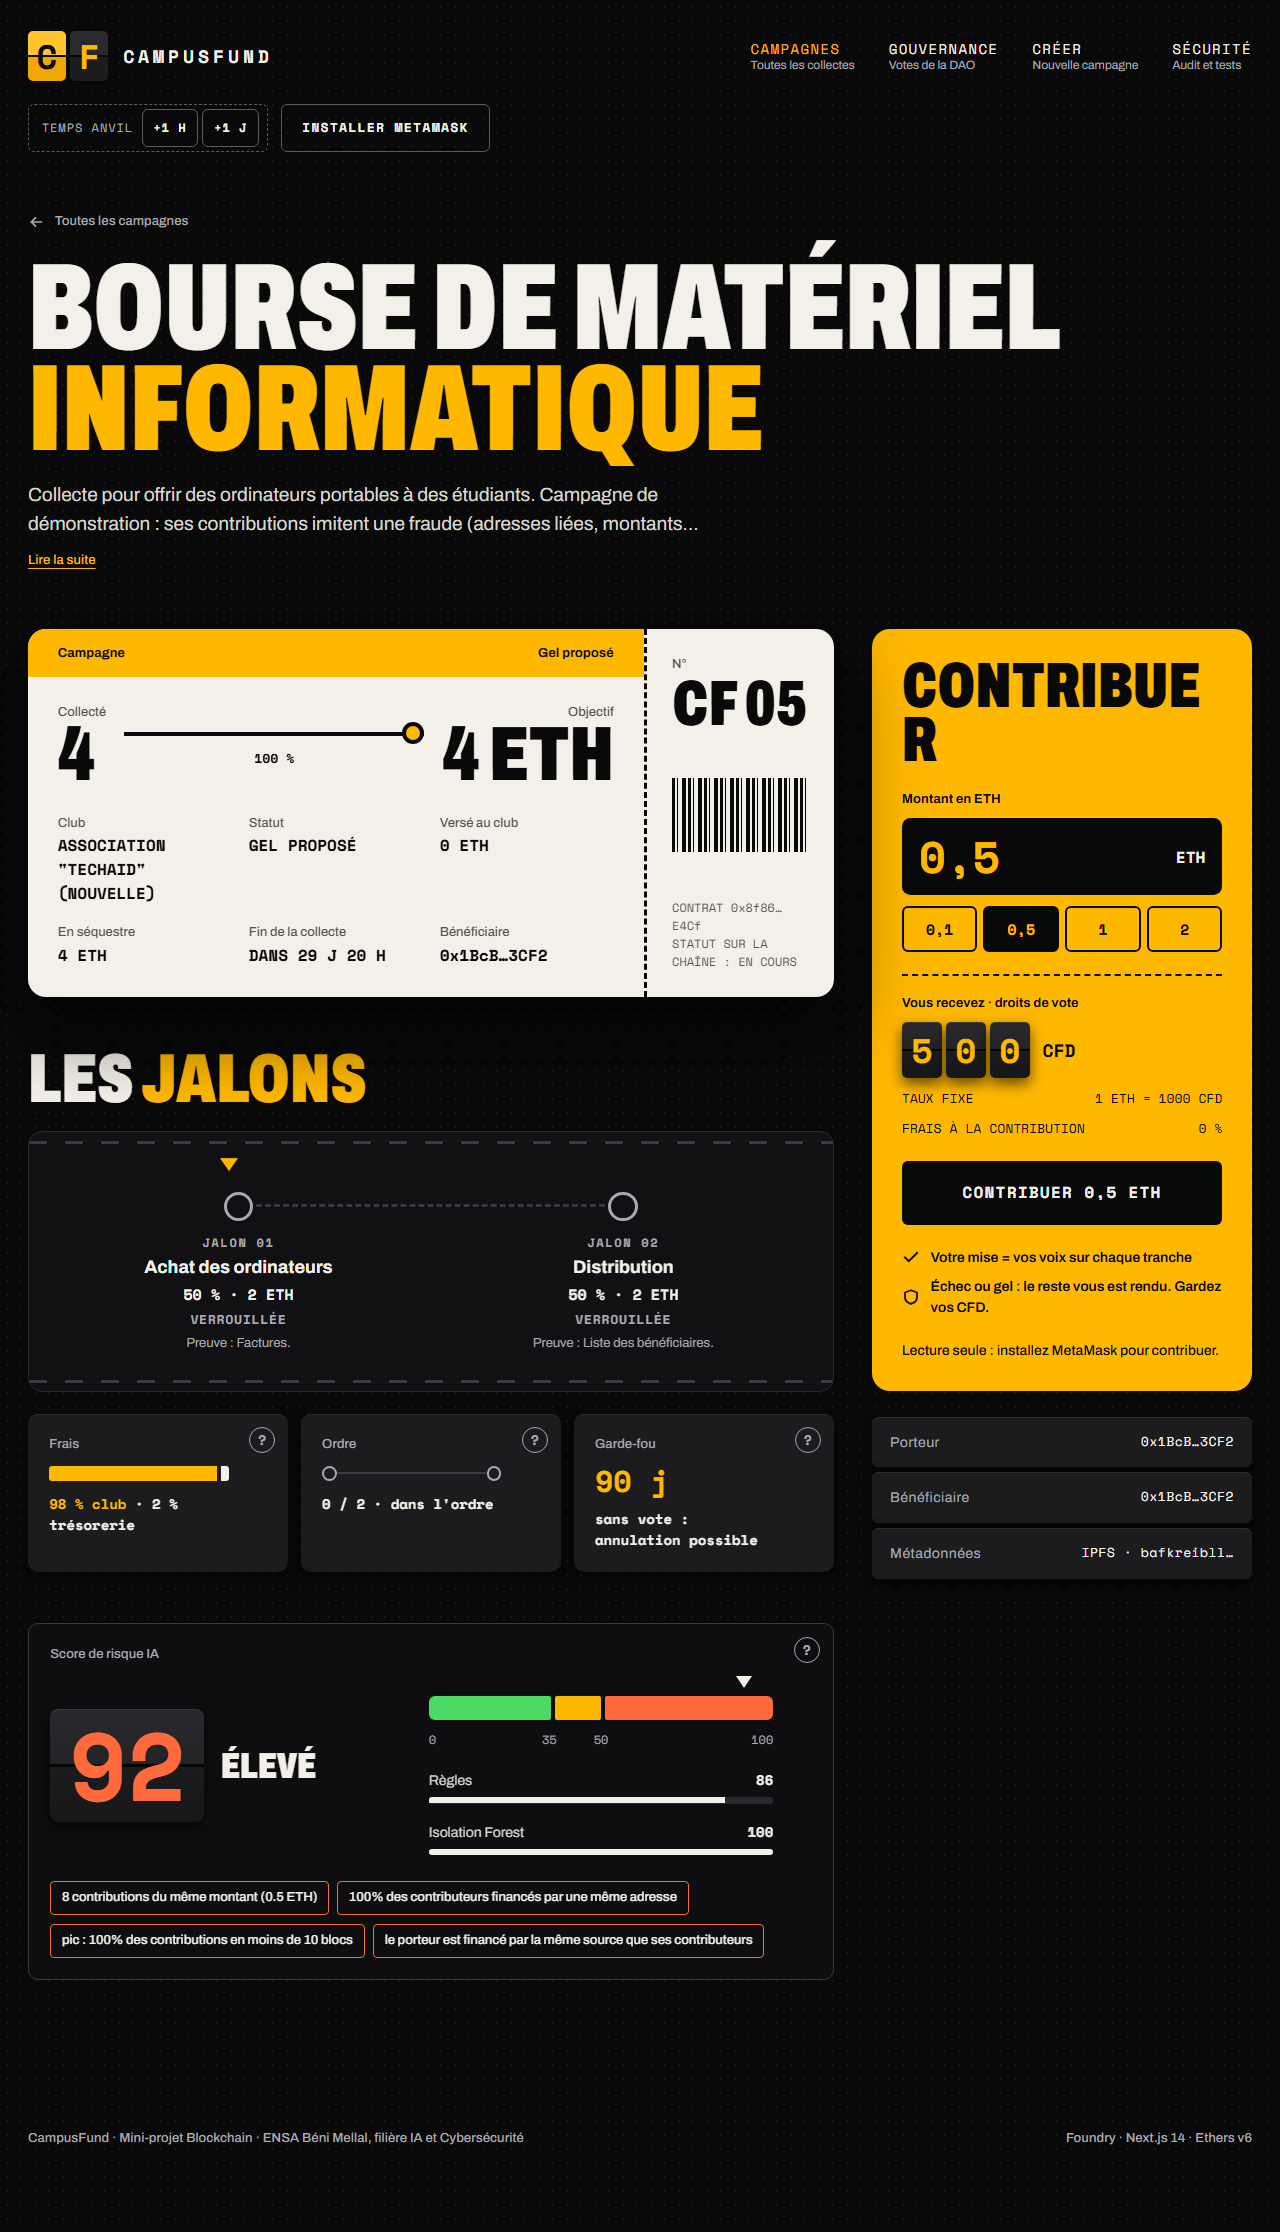 CF CAMPUSFUND
CAMPAGNES
Toutes les collectes
GOUVERNANCE
Votes de la DAO
CRÉER
Nouvelle campagne
SÉCURITÉ
Audit et tests
TEMPS ANVIL +1 H +1 J
INSTALLER METAMASK
← Toutes les campagnes
BOURSE DE MATÉRIEL
INFORMATIQUE
Collecte pour offrir des ordinateurs portables à des étudiants. Campagne de
démonstration : ses contributions imitent une fraude (adresses liées, montants...
Lire la suite
Campagne Gel proposé
Collecté Objectif
4 4 ETH
100 %
Club Statut Versé au club
ASSOCIATION GEL PROPOSÉ 0 ETH
"TECHAID"
(NOUVELLE)
En séquestre Fin de la collecte Bénéficiaire
4 ETH DANS 29 J 20 H 0x1BcB…3CF2
N°
CF 05
CONTRAT 0x8f86…
E4Cf
STATUT SUR LA
CHAÎNE : EN COURS
CONTRIBUE
R
Montant en ETH
0,5 ETH
0,1 0,5 1 2
Vous recevez · droits de vote
500 CFD
TAUX FIXE 1 ETH = 1000 CFD
FRAIS À LA CONTRIBUTION 0 %
CONTRIBUER 0,5 ETH
Votre mise = vos voix sur chaque tranche
Échec ou gel : le reste vous est rendu. Gardez
vos CFD.
Lecture seule : installez MetaMask pour contribuer.
LES JALONS
JALON 01 JALON 02
Achat des ordinateurs Distribution
50 % · 2 ETH 50 % · 2 ETH
VERROUILLÉE VERROUILLÉE
Preuve : Factures. Preuve : Liste des bénéficiaires.
Frais ?
98 % club · 2 %
trésorerie
Ordre ?
0 / 2 · dans l'ordre
Garde-fou ?
90 j
sans vote :
annulation possible
Porteur 0x1BcB…3CF2
Bénéficiaire 0x1BcB…3CF2
Métadonnées IPFS · bafkreibll…
Score de risque IA ?
92 ÉLEVÉ
0 35 50 100
Règles 86
Isolation Forest 100
8 contributions du même montant (0.5 ETH)
100% des contributeurs financés par une même adresse
pic : 100% des contributions en moins de 10 blocs
le porteur est financé par la même source que ses contributeurs
CampusFund · Mini-projet Blockchain · ENSA Béni Mellal, filière IA et Cybersécurité
Foundry · Next.js 14 · Ethers v6